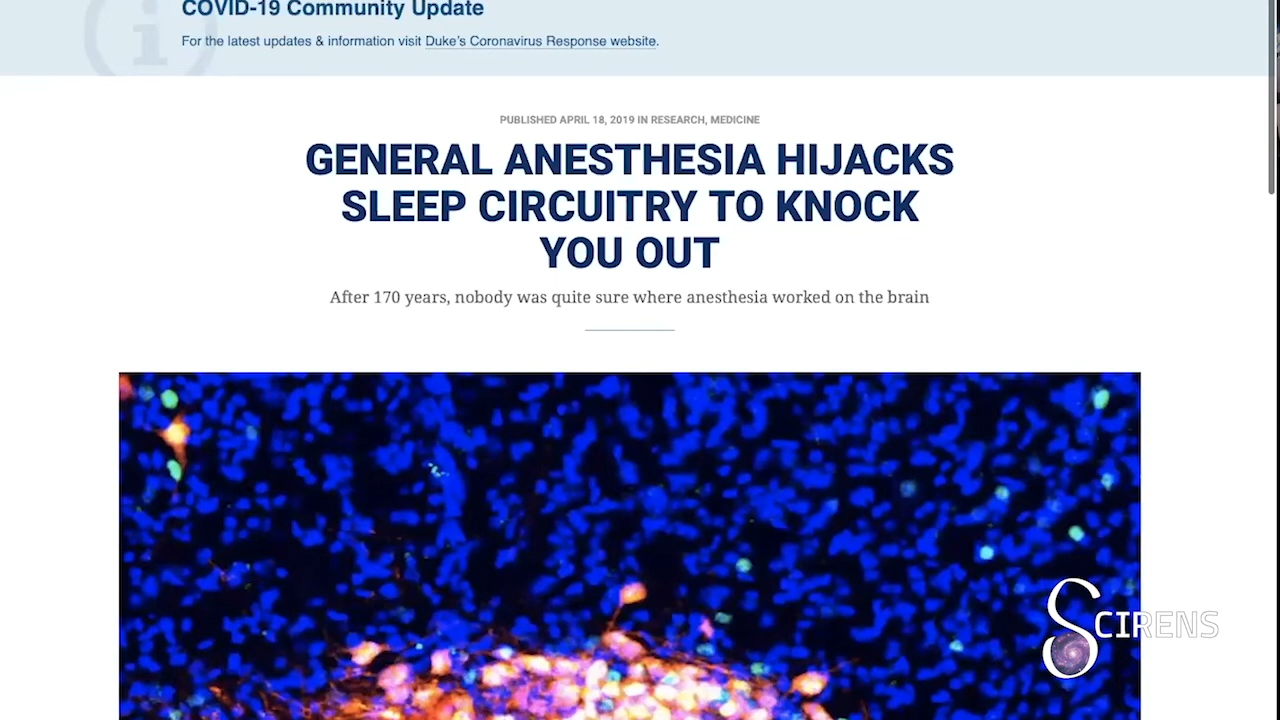 COVID-19 Community Update
For the latest updates & information visit Duke's Coronavirus Response website.
PUBLISHED APRIL 18, 2019 IN RESEARCH, MEDICINE
GENERAL ANESTHESIA HIJACKS
SLEEP CIRCUITRY TO KNOCK
YOU OUT
After 170 years, nobody was quite sure where anesthesia worked on the brain
SCIRENS